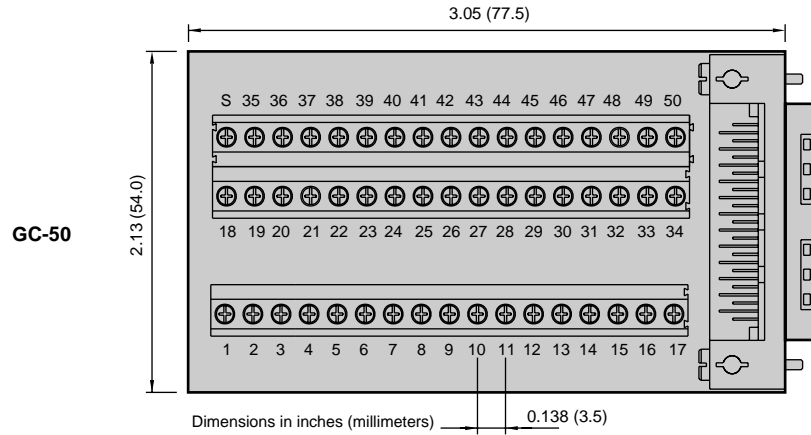 3.05 (77.5)
S 35 36 37 38 39 40 41 42 43 44 45 46 47 48 49 50
2.13 (54.0)
GC-50
18 19 20 21 22 23 24 25 26 27 28 29 30 31 32 33 34
1 2 3 4 5 6 7 8 9 10 11 12 13 14 15 16 17
Dimensions in inches (millimeters)
0.138 (3.5)